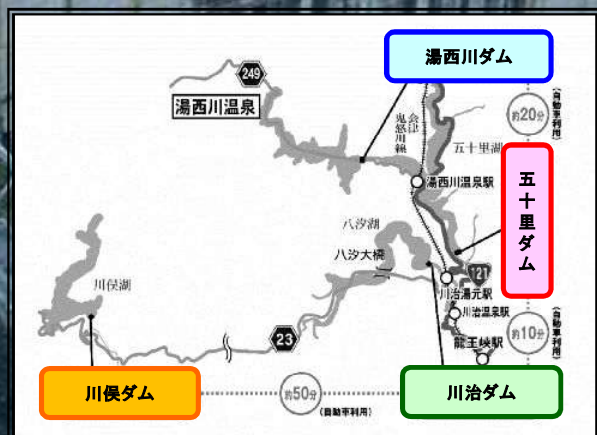 湯西川ダム
249
湯西川温泉
会津鬼怒川線
五十里湖
約20分
(自動車利用)
湯西川温泉駅
五十里ダム
八汐湖
八汐大橋
121
川治湯元駅
川俣湖
川治温泉駅
23
龍王峡駅
約10分
(自動車利用)
川俣ダム
約50分
(自動車利用)
川治ダム